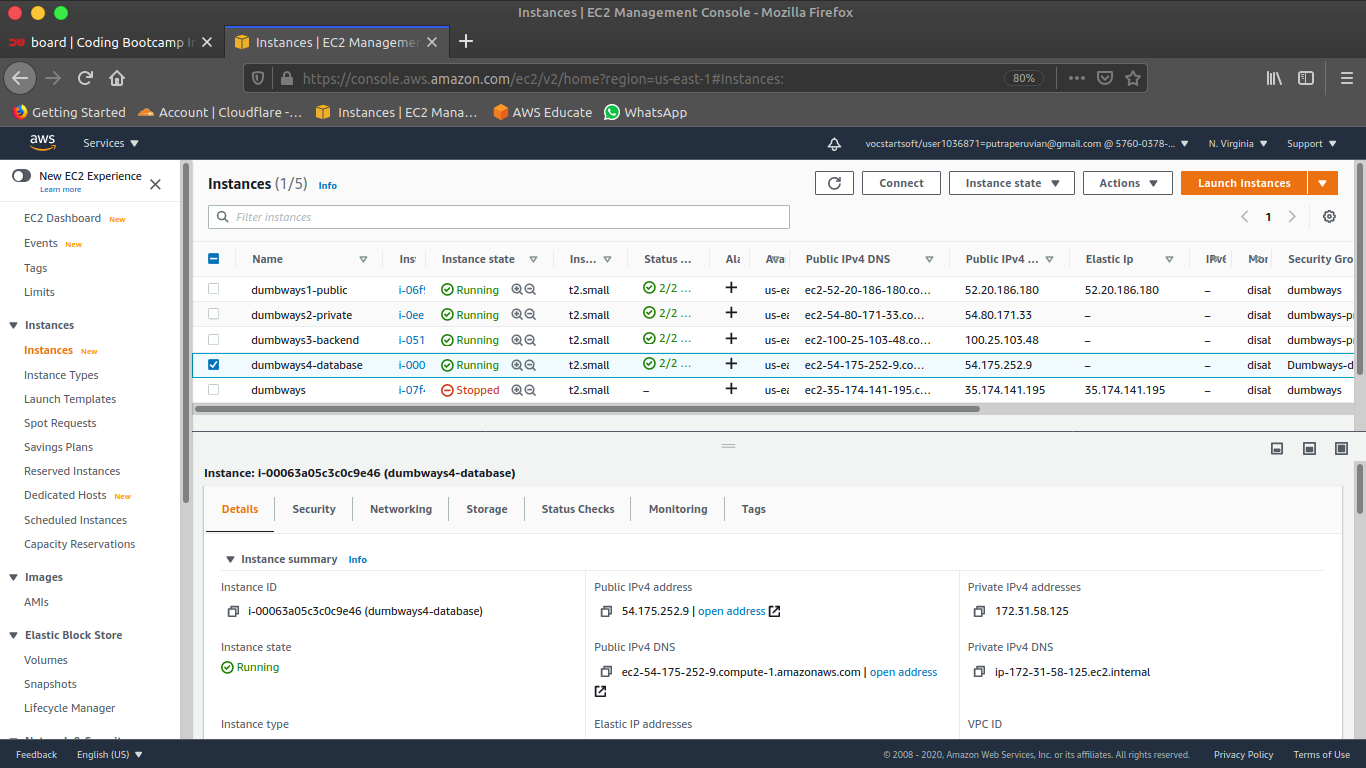 Instances | EC2 Management Console - Mozilla Firefox
board | Coding Bootcamp I
Instances | EC2 Manageme
https://console.aws.amazon.com/ec2/v2/home?region=us-east-1#Instances:
80%
Getting Started
Account | Cloudflare -...
Instances | EC2 Mana...
AWS Educate
WhatsApp
aws
Services
vocstartsoft/user1036871=putraperuvian@gmail.com @ 5760-0378-...
N. Virginia
Support
New EC2 Experience
Learn more
EC2 Dashboard New
Events New
Tags
Limits
Instances
Instances New
Instance Types
Launch Templates
Spot Requests
Savings Plans
Reserved Instances
Dedicated Hosts New
Scheduled Instances
Capacity Reservations
Images
AMIs
Elastic Block Store
Volumes
Snapshots
Lifecycle Manager
Instances (1/5) Info
Connect
Instance state
Actions
Launch instances
Filter instances
1
Name Inst Instance state Ins... Status ... Ala Ava Public IPv4 DNS Public IPv4 ... Elastic Ip IPv6 Mor Security Gro
dumbways1-public i-06f9 Running t2.small 2/2 ... + us-ea ec2-52-20-186-180.co... 52.20.186.180 52.20.186.180 – disab dumbways
dumbways2-private i-0ee Running t2.small 2/2 ... + us-ea ec2-54-80-171-33.co... 54.80.171.33 – – disab dumbways-pr
dumbways3-backend i-051 Running t2.small 2/2 ... + us-ea ec2-100-25-103-48.co... 100.25.103.48 – – disab dumbways-pr
dumbways4-database i-000 Running t2.small 2/2 ... + us-ea ec2-54-175-252-9.co... 54.175.252.9 – – disab Dumbways-d
dumbways i-07f4 Stopped t2.small – + us-ea ec2-35-174-141-195.c... 35.174.141.195 35.174.141.195 – disab dumbways
Instance: i-00063a05c3c0c9e46 (dumbways4-database)
Details
Security
Networking
Storage
Status Checks
Monitoring
Tags
Instance summary Info
Instance ID
i-00063a05c3c0c9e46 (dumbways4-database)
Public IPv4 address
54.175.252.9 | open address
Private IPv4 addresses
172.31.58.125
Instance state
Running
Public IPv4 DNS
ec2-54-175-252-9.compute-1.amazonaws.com | open address
Private IPv4 DNS
ip-172-31-58-125.ec2.internal
Instance type
Elastic IP addresses
VPC ID
Feedback
English (US)
© 2008 - 2020, Amazon Web Services, Inc. or its affiliates. All rights reserved.
Privacy Policy
Terms of Use